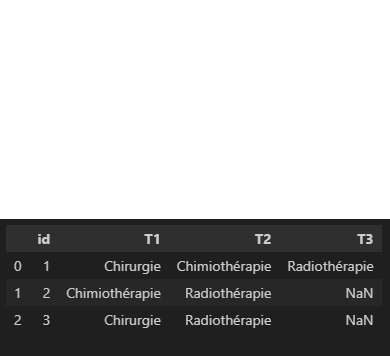 id T1 T2 T3
0 1 Chirurgie Chimiothérapie Radiothérapie
1 2 Chimiothérapie Radiothérapie NaN
2 3 Chirurgie Radiothérapie NaN